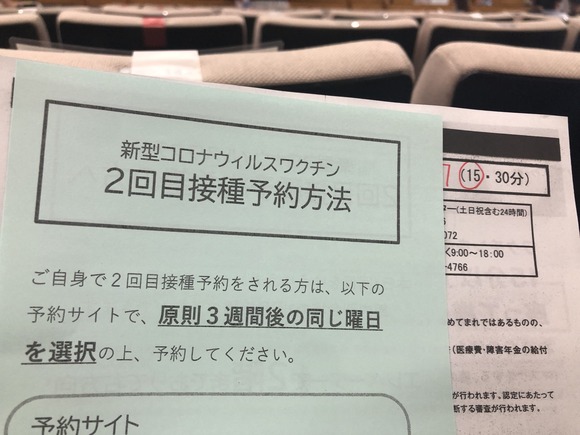 新型コロナウィルスワクチン
2回目接種予約方法
ご自身で2回目接種予約をされる方は、以下の
予約サイトで、原則3週間後の同じ曜日
を選択の上、予約してください。
予約サイト
(15・30分)
ター(土日祝含む24時間)
072
く9:00～18:00
-4766
めてまれではあるものの、
(医療費・障害年金の給付
が行われます。認定にあたって
断する審査が行われます。